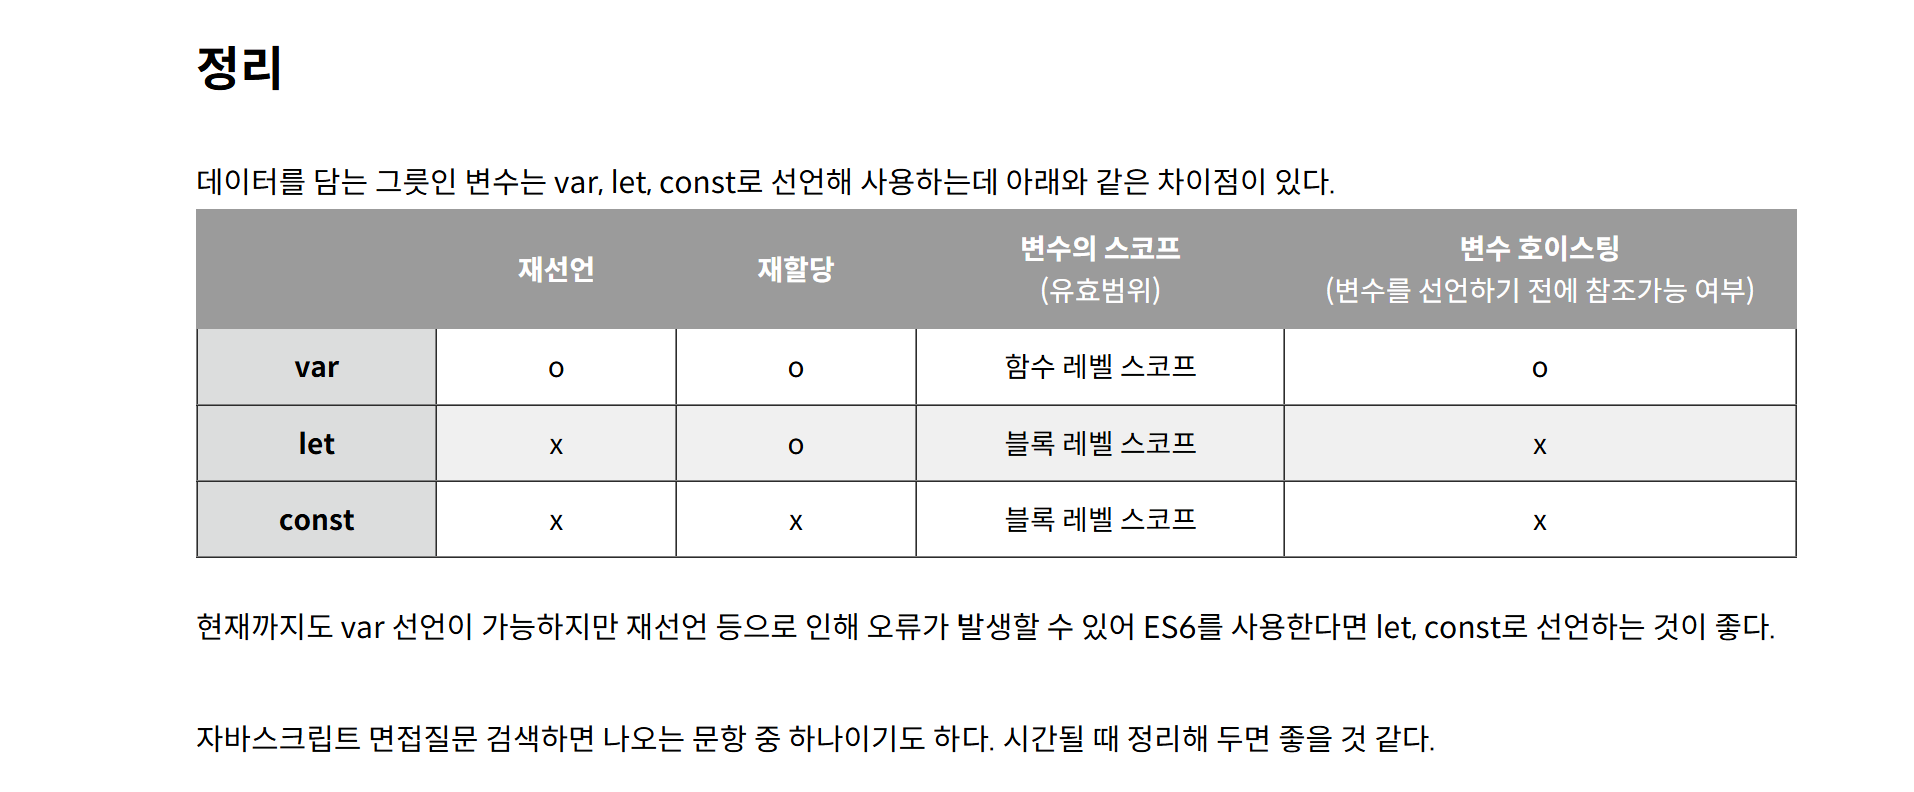 정리
데이터를 담는 그릇인 변수는 var, let, const로 선언해 사용하는데 아래와 같은 차이점이 있다.
재선언 재할당 변수의 스코프 (유효범위) 변수 호이스팅 (변수를 선언하기 전에 참조가능 여부)
var o o 함수 레벨 스코프 o
let x o 블록 레벨 스코프 x
const x x 블록 레벨 스코프 x
현재까지도 var 선언이 가능하지만 재선언 등으로 인해 오류가 발생할 수 있어 ES6를 사용한다면 let, const로 선언하는 것이 좋다.
자바스크립트 면접질문 검색하면 나오는 문항 중 하나이기도 하다. 시간될 때 정리해 두면 좋을 것 같다.